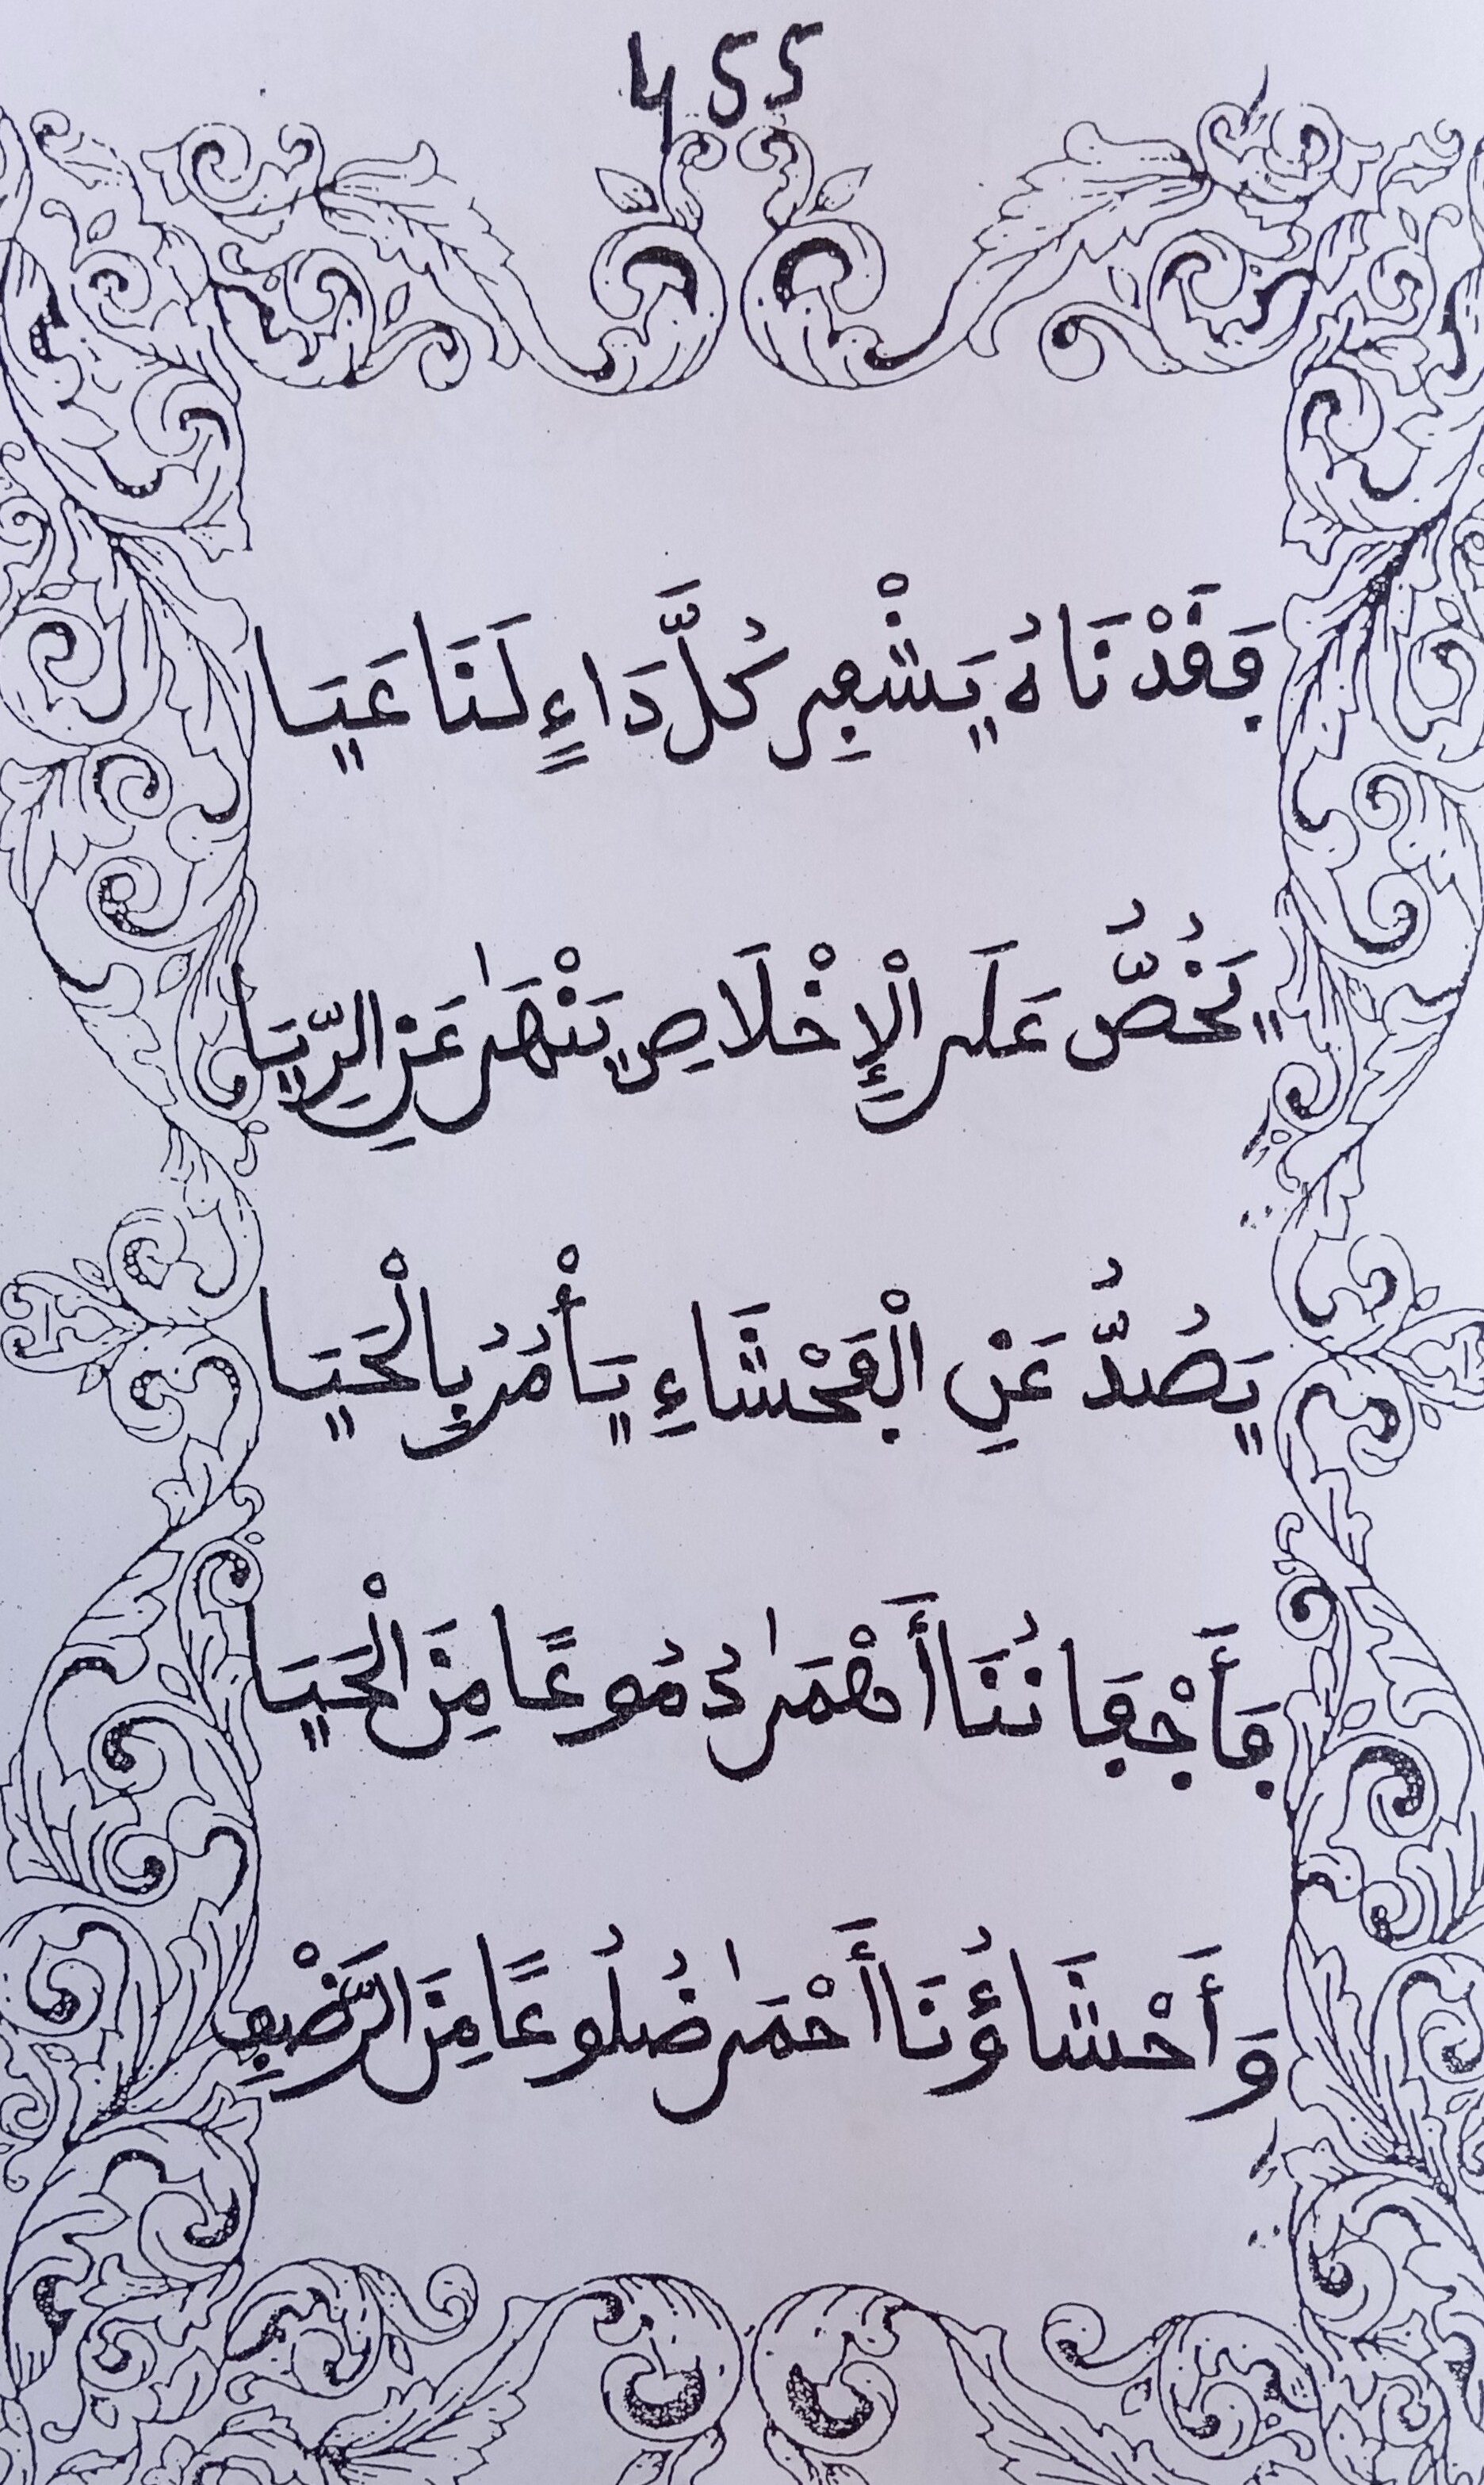 455
فَقَدْنَاهُ يَشْفِي كُلَّ دَاءٍ لَنَا عَيَا
يَحُضُّ عَلَى الْإِخْلَاصِ يَنْهَىٰ عَنِ الرِّيَا
يَصُدُّ عَنِ الْفَحْشَاءِ يَأْمُرُ بِالْحَيَا
فَأَجْفَانُنَا أَهْمَىٰ دُمُوعًا مِنَ الْحَيَا
وَأَحْشَاؤُنَا أَحْمَىٰ ضُلُوعًا مِنَ الرَّضْفِ